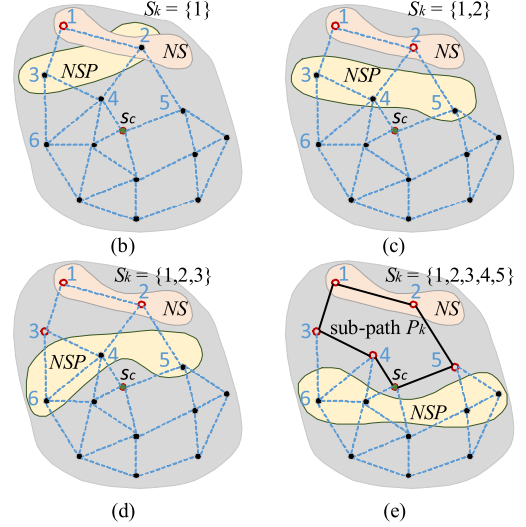 Sk = {1}
1
2
NS
3
NSP
4
5
Sc
6
(b)
Sk = {1,2}
1
2
NS
3
NSP
4
5
Sc
6
(c)
Sk = {1,2,3}
1
2
NS
3
NSP
4
5
Sc
6
(d)
Sk = {1,2,3,4,5}
1
2
NS
3
sub-path Pk
4
5
Sc
6
NSP
(e)